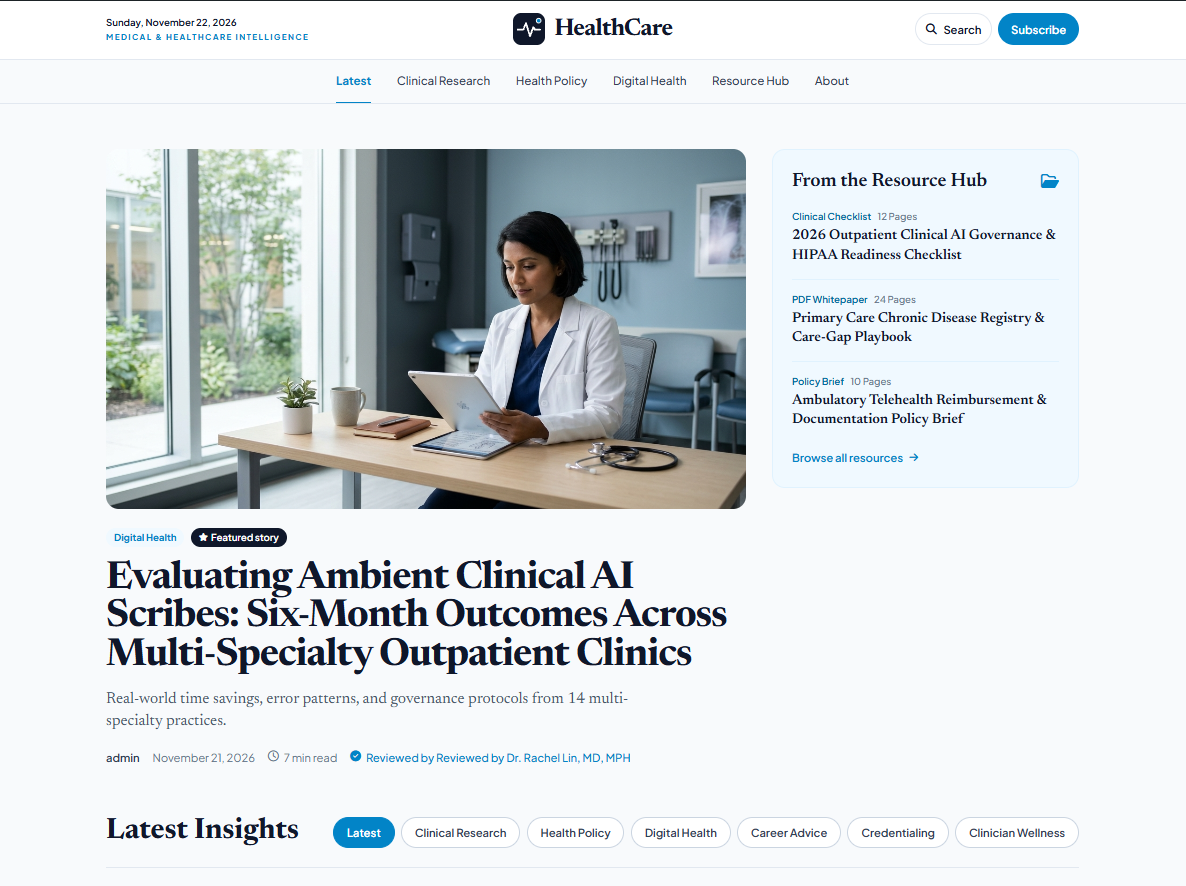 Sunday, November 22, 2026
MEDICAL & HEALTHCARE INTELLIGENCE
HealthCare
Search
Subscribe
Latest
Clinical Research
Health Policy
Digital Health
Resource Hub
About
From the Resource Hub
Clinical Checklist 12 Pages
2026 Outpatient Clinical AI Governance &
HIPAA Readiness Checklist
PDF Whitepaper 24 Pages
Primary Care Chronic Disease Registry &
Care-Gap Playbook
Policy Brief 10 Pages
Ambulatory Telehealth Reimbursement &
Documentation Policy Brief
Browse all resources
Digital Health
Featured story
Evaluating Ambient Clinical AI
Scribes: Six-Month Outcomes Across
Multi-Specialty Outpatient Clinics
Real-world time savings, error patterns, and governance protocols from 14 multi-
specialty practices.
admin November 21, 2026 7 min read Reviewed by Reviewed by Dr. Rachel Lin, MD, MPH
Latest Insights
Latest
Clinical Research
Health Policy
Digital Health
Career Advice
Credentialing
Clinician Wellness